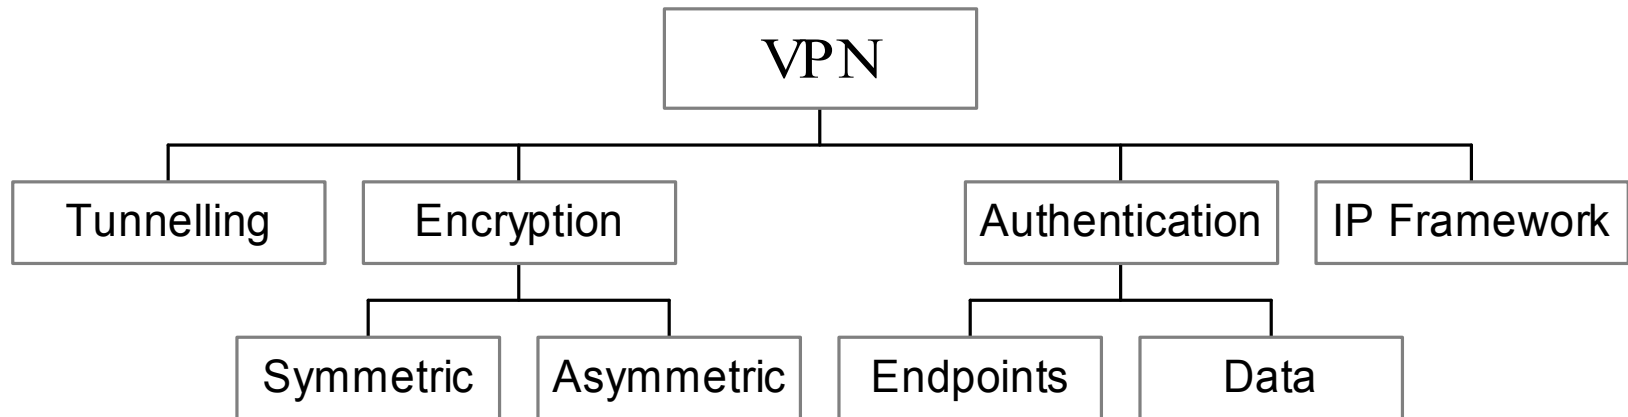 VPN
Tunnelling
Encryption
Authentication
IP Framework
Symmetric
Asymmetric
Endpoints
Data